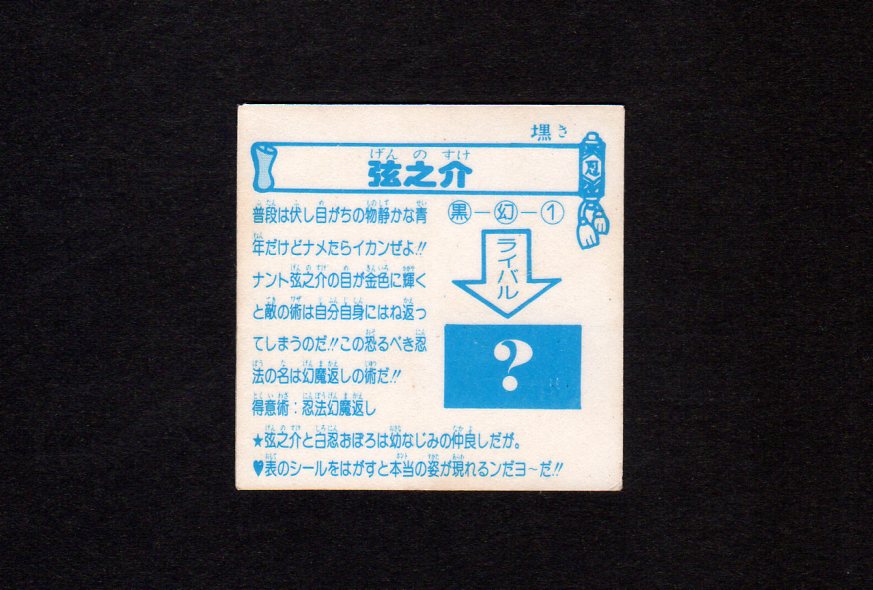 き
弦之介
黒-幻-1
普段は伏し目がちの物静かな青
年だけどナメたらイカンぜよ!!
ナント弦之介の目が金色に輝く
と敵の術は自分自身にはね返っ
てしまうのだ!!この恐るべき忍
法の名は幻魔返しの術だ!!
得意術:忍法幻魔返し
ライバル
?
★弦之介と白忍おぼろは幼なじみの仲良しだが。
♥表のシールをはがすと本当の姿が現れるンだヨ~だ!!
忍